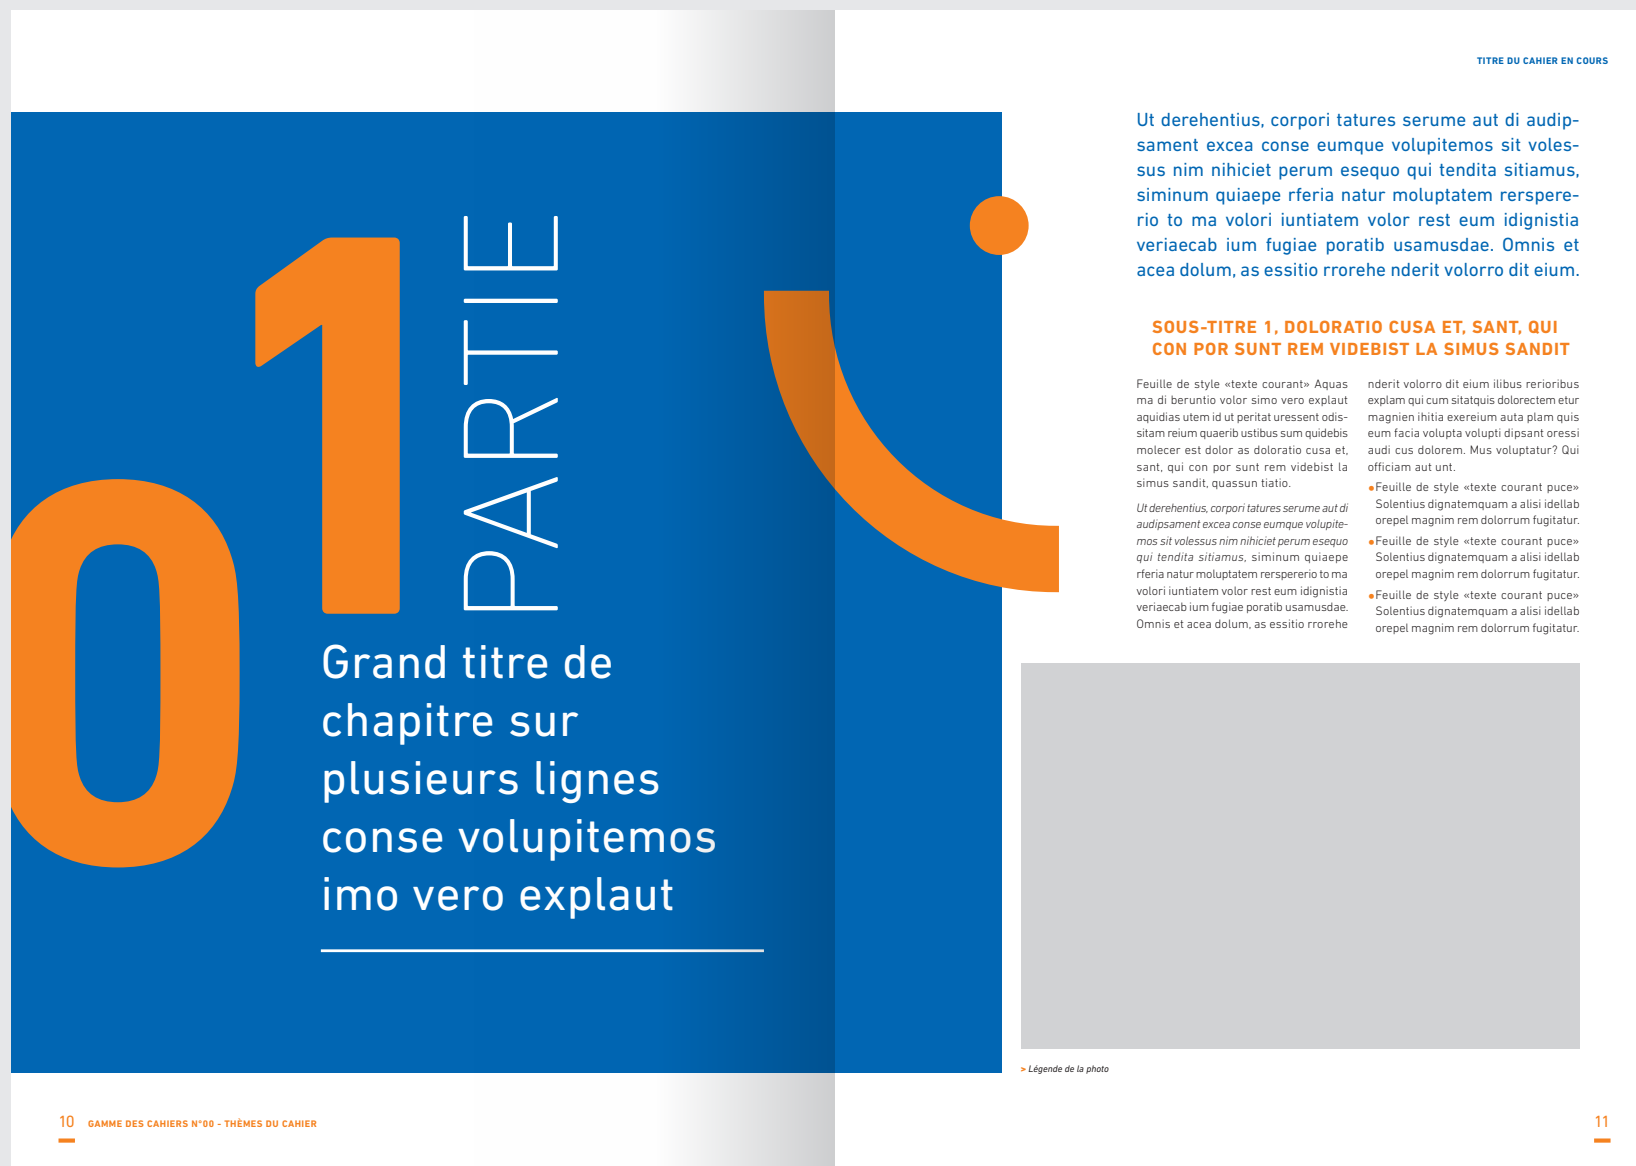 01
PARTIE
Grand titre de
chapitre sur
plusieurs lignes
conse volupitemos
imo vero explaut
10 GAMME DES CAHIERS N°00 - THÈMES DU CAHIER
TITRE DU CAHIER EN COURS
Ut derehentius, corpori tatures serume aut di audip-
sament excea conse eumque volupitemos sit voles-
sus nim nihiciet perum esequo qui tendita sitiamus,
siminum quiaepe rferia natur moluptatem rerspere-
rio to ma volori iuntiatem volor rest eum idignistia
veriaecab ium fugiae poratib usamusdae. Omnis et
acea dolum, as essitio rrorehe nderit volorro dit eium.
SOUS-TITRE 1, DOLORATIO CUSA ET, SANT, QUI
CON POR SUNT REM VIDEBIST LA SIMUS SANDIT
Feuille de style «texte courant» Aquas
ma di beruntio volor simo vero explaut
aquidias utem id ut peritat uressent odis-
sitam reium quaerib ustibus sum quidebis
molecer est dolor as doloratio cusa et,
sant, qui con por sunt rem videbist la
simus sandit, quassun tiatio.
Ut derehentius, corpori tatures serume aut di
audipsament excea conse eumque volupite-
mos sit volessus nim nihiciet perum esequo
qui tendita sitiamus, siminum quiaepe
rferia natur moluptatem rerspererio to ma
volori iuntiatem volor rest eum idignistia
veriaecab ium fugiae poratib usamusdae.
Omnis et acea dolum, as essitio rrorehe
nderit volorro dit eium ilibus rerioribus
explam qui cum sitatquis dolorectem etur
magnien ihitia exereium auta plam quis
eum facia volupta volupti dipsant oressi
audi cus dolorem. Mus voluptatur? Qui
officiam aut unt.
•Feuille de style «texte courant puce»
Solentius dignatemquam a alisi idellab
orepel magnim rem dolorrum fugitatur.
•Feuille de style «texte courant puce»
Solentius dignatemquam a alisi idellab
orepel magnim rem dolorrum fugitatur.
•Feuille de style «texte courant puce»
Solentius dignatemquam a alisi idellab
orepel magnim rem dolorrum fugitatur.
> Légende de la photo
11